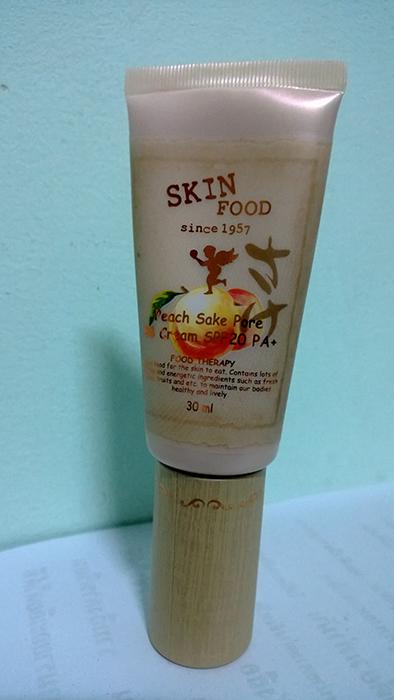 SKIN
FOOD
since 1957
Peach Sake Pore
Cream SPF20 PA+
FOOD THERAPY
food for the skin to eat. Contains lots of
and energetic ingredients such as fresh
fruits and etc. to maintain our bodies
healthy and lively
30 ml